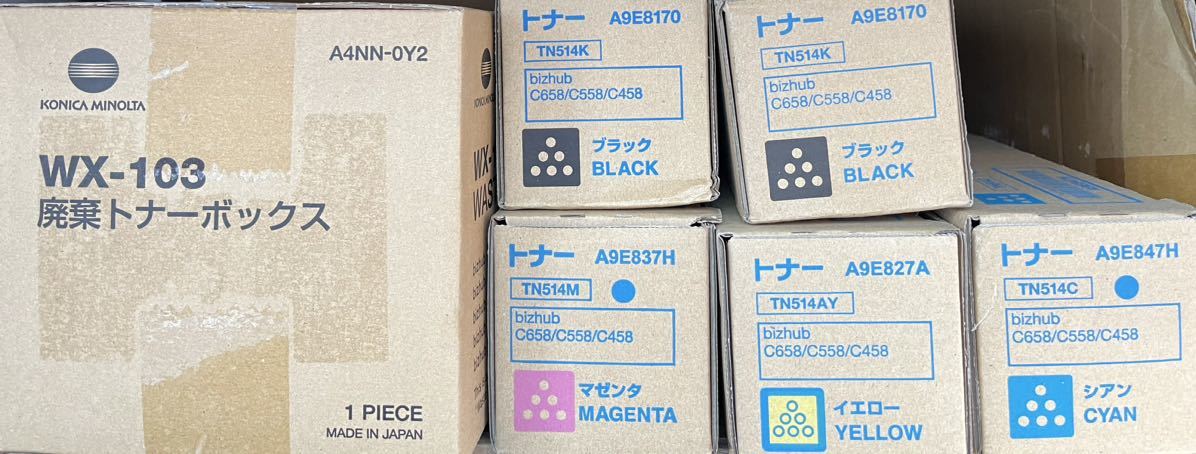 KONICA MINOLTA
A4NN-0Y2
WX-103
廃棄トナーボックス
1 PIECE
MADE IN JAPAN
トナー A9E8170
TN514K
bizhub
C658/C558/C458
ブラック
BLACK
トナー A9E8170
TN514K
bizhub
C658/C558/C458
ブラック
BLACK
トナー A9E837H
TN514M
bizhub
C658/C558/C458
マゼンタ
MAGENTA
トナー A9E827A
TN514AY
bizhub
C658/C558/C458
イエロー
YELLOW
トナー A9E847H
TN514C
bizhub
C658/C558/C458
シアン
CYAN